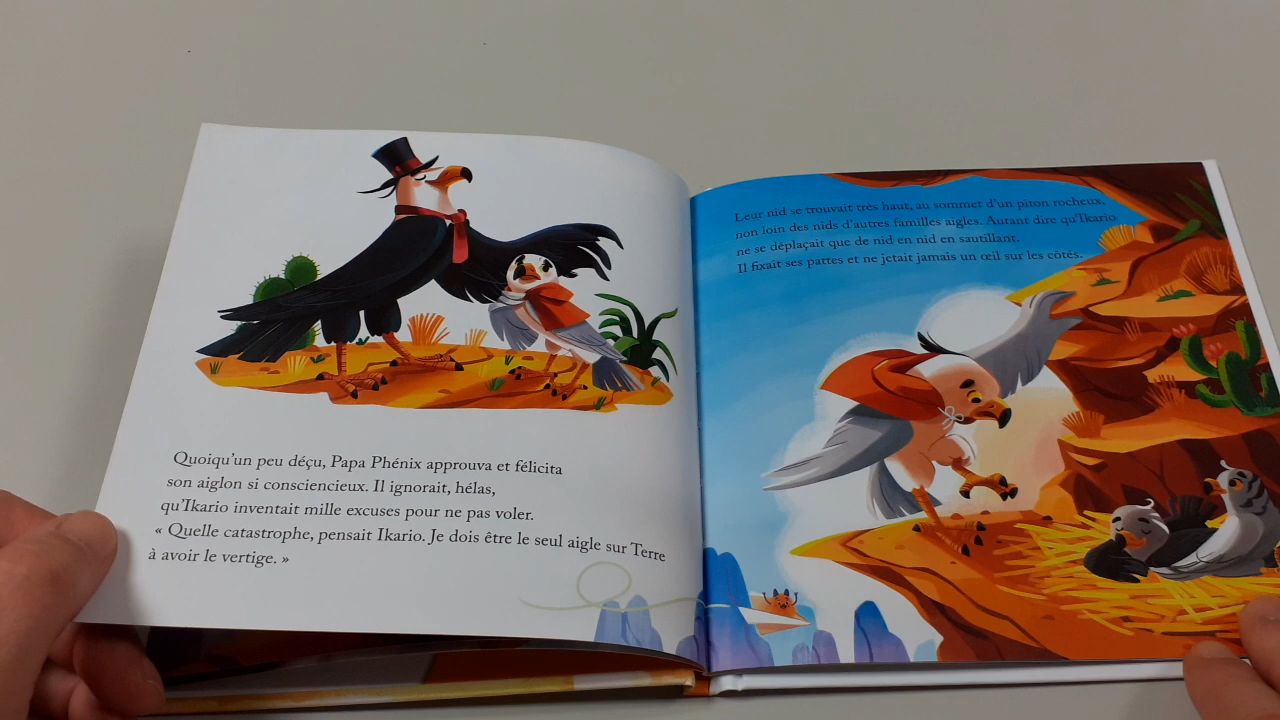 Quoiqu'un peu déçu, Papa Phénix approuva et félicita
son aiglon si consciencieux. Il ignorait, hélas,
qu'Ikario inventait mille excuses pour ne pas voler.
« Quelle catastrophe, pensait Ikario. Je dois être le seul aigle sur Terre
à avoir le vertige. »
Leur nid se trouvait très haut, au sommet d'un piton rocheux,
non loin des nids d'autres familles aigles. Autant dire qu'Ikario
ne se déplaçait que de nid en nid en sautillant.
Il fixait ses pattes et ne jetait jamais un œil sur les côtés.